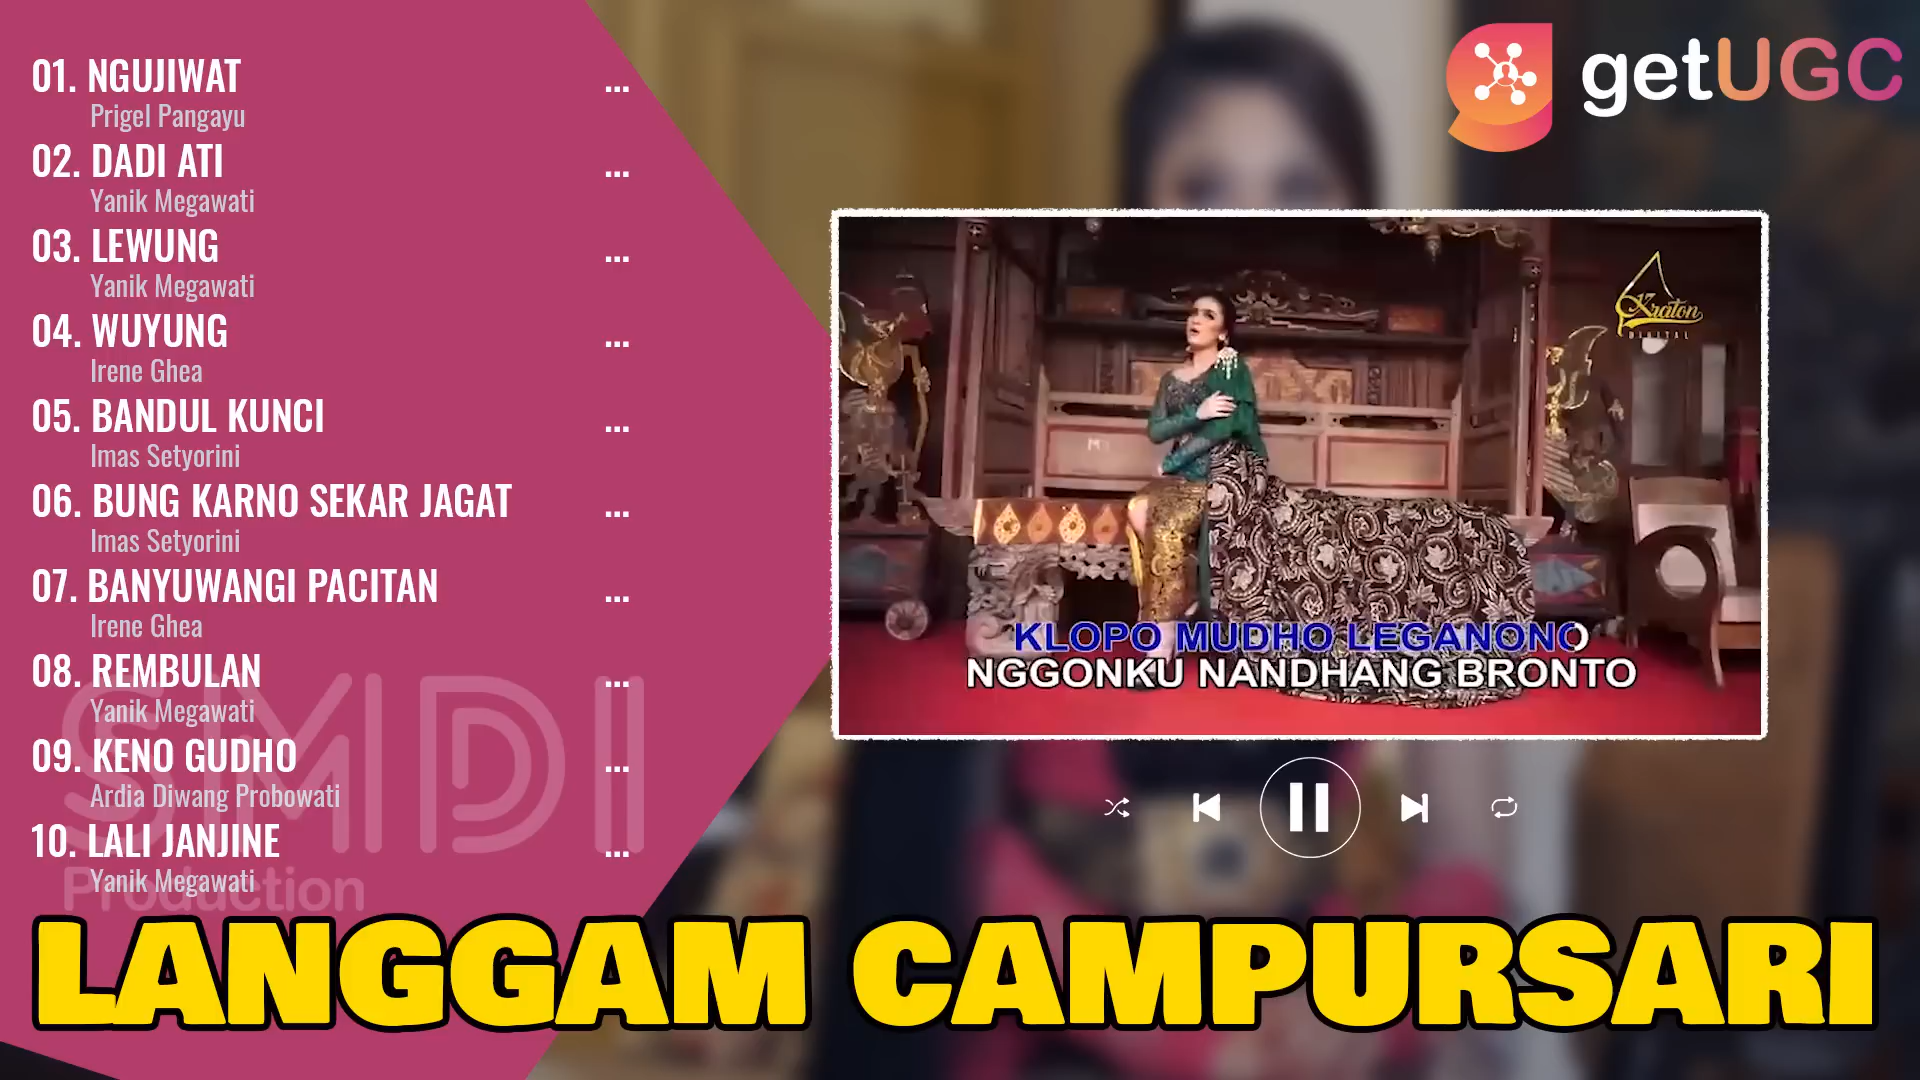 01. NGUJIWAT ...
Prigel Pangayu
02. DADI ATI ...
Yanik Megawati
03. LEWUNG ...
Yanik Megawati
04. WUYUNG ...
Irene Ghea
05. BANDUL KUNCI ...
Imas Setyorini
06. BUNG KARNO SEKAR JAGAT ...
Imas Setyorini
07. BANYUWANGI PACITAN ...
Irene Ghea
08. REMBULAN ...
Yanik Megawati
09. KENO GUDHO ...
Ardia Diwang Probowati
10. LALI JANJINE ...
Yanik Megawati
SMDI
Production
getUGC
Kraton
DIGITAL
KLOPO MUDHO LEGANONO
NGGONKU NANDHANG BRONTO
LANGGAM CAMPURSARI